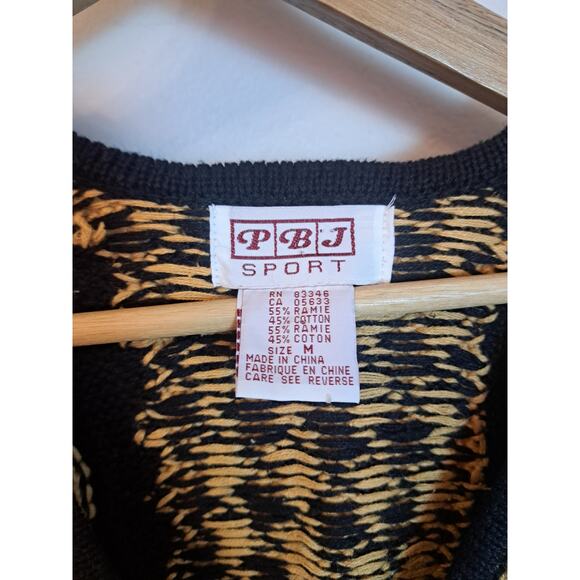 PBJ
SPORT
RN 83346
CA 05633
55% RAMIE
45% COTTON
55% RAMIE
45% COTON
SIZE M
MADE IN CHINA
FABRIQUE EN CHINE
CARE SEE REVERSE